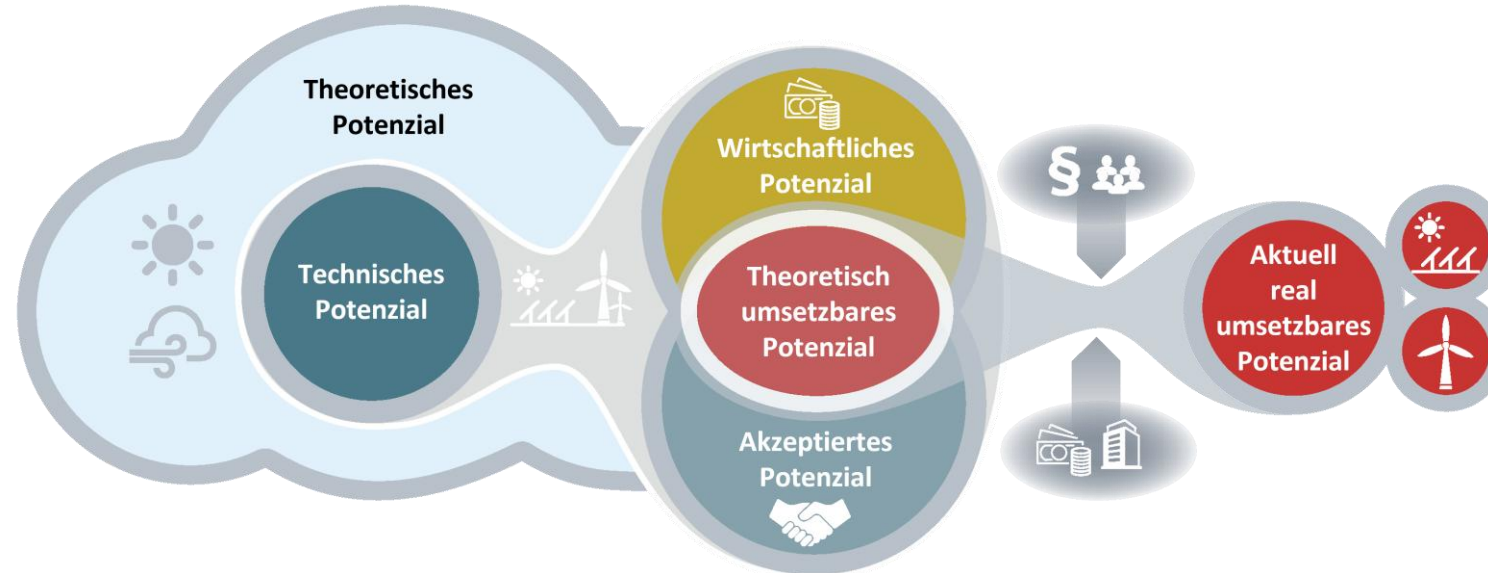 Theoretisches
Potenzial
Technisches
Potenzial
Wirtschaftliches
Potenzial
Theoretisch
umsetzbares
Potenzial
Akzeptiertes
Potenzial
§
Aktuell
real
umsetzbares
Potenzial